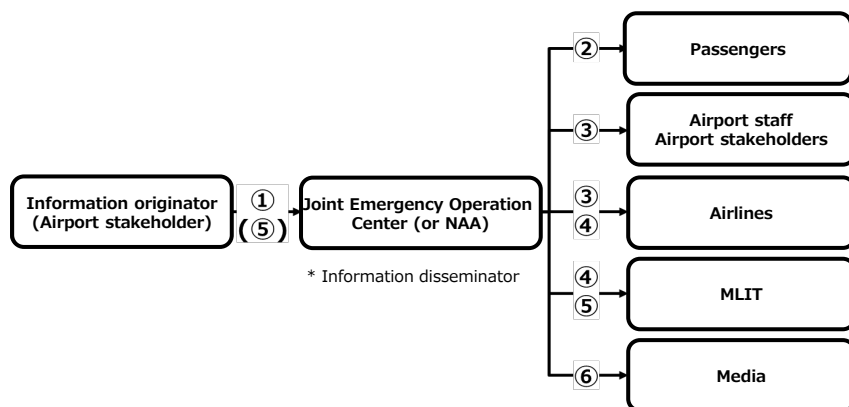 ② Passengers
③ Airport staff
Airport stakeholders
Information originator
(Airport stakeholder)
①
(⑤)
Joint Emergency Operation
Center (or NAA)
* Information disseminator
③
④
Airlines
④
⑤
MLIT
⑥ Media